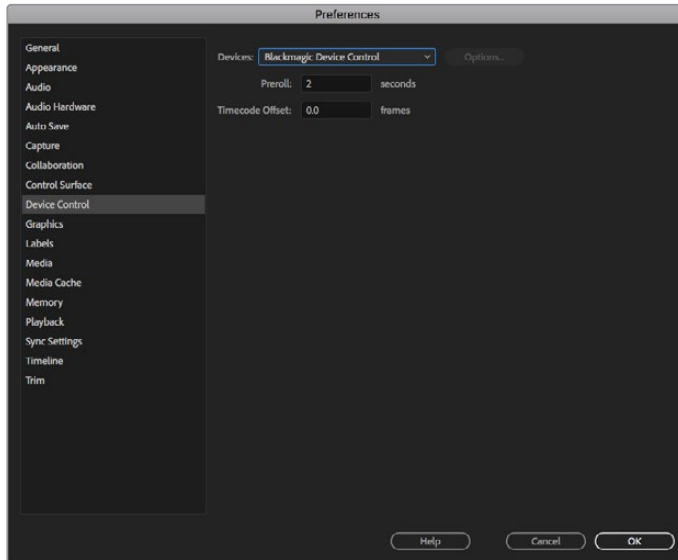 Preferences
General
Appearance
Audio
Audio Hardware
Auto Save
Capture
Collaboration
Control Surface
Device Control
Graphics
Labels
Media
Media Cache
Memory
Playback
Sync Settings
Timeline
Trim
Devices: Blackmagic Device Control Options...
Preroll: 2 seconds
Timecode Offset: 0.0 frames
Help Cancel OK